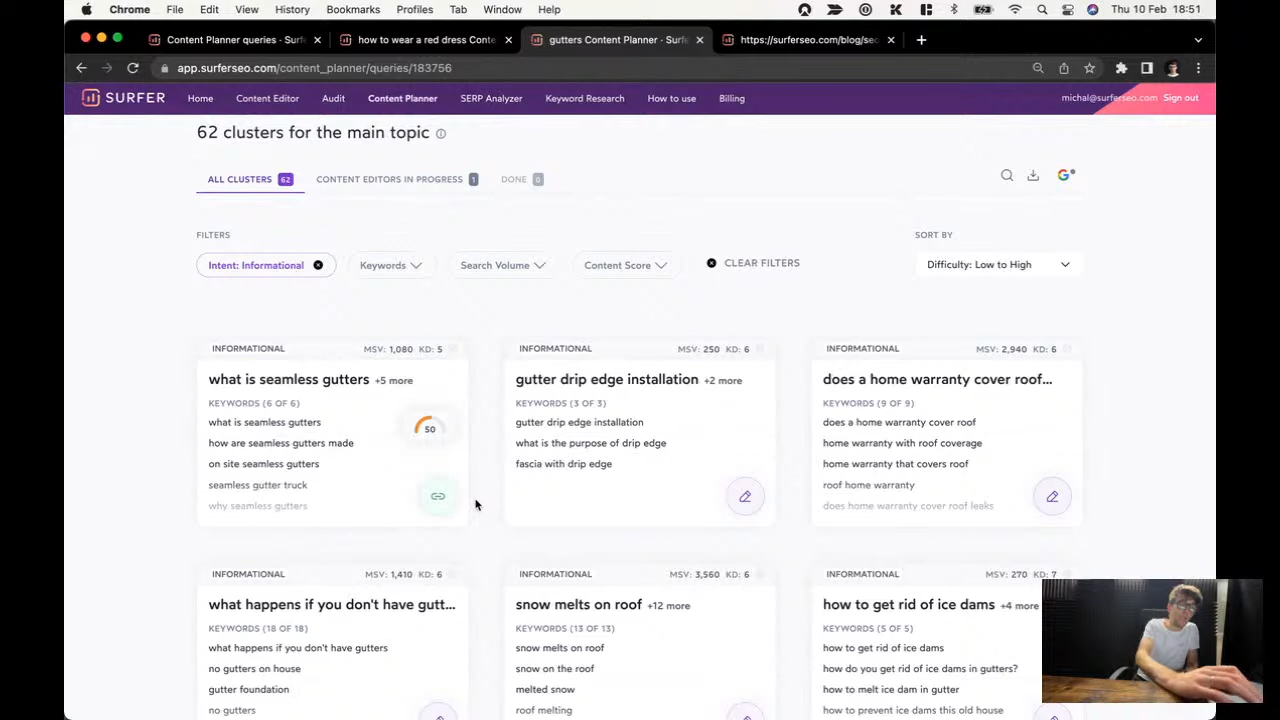 Chrome File Edit View History Bookmarks Profiles Tab Window Help Thu 10 Feb 18:51
Content Planner queries - Surf
how to wear a red dress Conte
gutters Content Planner - Surfe
https://surferseo.com/blog/seo
app.surferseo.com/content_planner/queries/183756
SURFER Home Content Editor Audit Content Planner SERP Analyzer Keyword Research How to use Billing michal@surferseo.com Sign out
62 clusters for the main topic
ALL CLUSTERS 62 CONTENT EDITORS IN PROGRESS 1 DONE 0
FILTERS
SORT BY
Intent: Informational Keywords Search Volume Content Score CLEAR FILTERS Difficulty: Low to High
INFORMATIONAL MSV: 1,080 KD: 5
what is seamless gutters +5 more
KEYWORDS (6 OF 6)
what is seamless gutters
how are seamless gutters made
on site seamless gutters
seamless gutter truck
why seamless gutters
50
INFORMATIONAL MSV: 250 KD: 6
gutter drip edge installation +2 more
KEYWORDS (3 OF 3)
gutter drip edge installation
what is the purpose of drip edge
fascia with drip edge
INFORMATIONAL MSV: 2,940 KD: 6
does a home warranty cover roof...
KEYWORDS (9 OF 9)
does a home warranty cover roof
home warranty with roof coverage
home warranty that covers roof
roof home warranty
does home warranty cover roof leaks
INFORMATIONAL MSV: 1,410 KD: 6
what happens if you don't have gutt...
KEYWORDS (18 OF 18)
what happens if you don't have gutters
no gutters on house
gutter foundation
no gutters
INFORMATIONAL MSV: 3,560 KD: 6
snow melts on roof +12 more
KEYWORDS (13 OF 13)
snow melts on roof
snow on the roof
melted snow
roof melting
INFORMATIONAL MSV: 270 KD: 7
how to get rid of ice dams +4 more
KEYWORDS (5 OF 5)
how to get rid of ice dams
how do you get rid of ice dams in gutters?
how to melt ice dam in gutter
how to prevent ice dams this old house